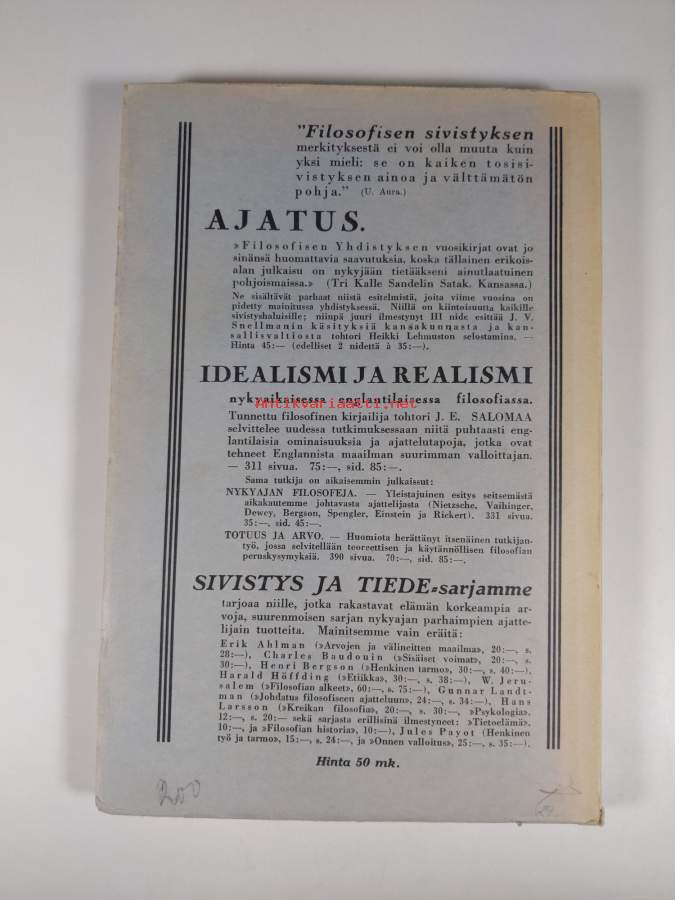 "Filosofisen sivistyksen
merkityksestä ei voi olla muuta kuin
yksi mieli: se on kaiken tosisi-
vistyksen ainoa ja välttämätön
pohja." (U. Aura.)
AJATUS.
»Filosofisen Yhdistyksen vuosikirjat ovat jo
sinänsä huomattavia saavutuksia, koska tällainen erikois-
alan julkaisu on nykyjään tietääkseni ainutlaatuinen
pohjoismaissa.» (Tri Kalle Sandelin Satak. Kansassa.)
Ne sisältävät parhaat niistä esitelmistä, joita viime vuosina on
pidetty mainitussa yhdistyksessä. Niillä on kiintoisuutta kaikille
sivistyshaluisille; niinpä juuri ilmestynyt III nide esittää J. V.
Snellmanin käsityksiä kansakunnasta ja kan-
sallisvaltiosta tohtori Heikki Lehmuston selostamina. —
Hinta 45:— (edelliset 2 nidettä à 35:—).
IDEALISMI JA REALISMI
nykyaikaisessa englantilaisessa filosofiassa.
antikvariaatti.net
Tunnettu filosofinen kirjailija tohtori J. E. SALOMAA
selvittelee uudessa tutkimuksessaan niitä puhtaasti eng-
lantilaisia ominaisuuksia ja ajattelutapoja, jotka ovat
tehneet Englannista maailman suurimman valloittajan.
— 311 sivua. 75:—, sid. 85:—.
Sama tutkija on aikaisemmin julkaissut:
NYKYAJAN FILOSOFEJA. — Yleistajuinen esitys seitsemästä
aikakautemme johtavasta ajattelijasta (Nietzsche, Vaihinger,
Dewey, Bergson, Spengler, Einstein ja Rickert). 331 sivua.
35:—, sid. 45:—.
TOTUUS JA ARVO. — Huomiota herättänyt itsenäinen tutkijan-
työ, jossa selvitellään teoreettisen ja käytännöllisen filosofian
peruskysymyksiä. 390 sivua. 70:—, sid. 85:—.
SIVISTYS JA TIEDE-sarjamme
tarjoaa niille, jotka rakastavat elämän korkeampia ar-
voja, suurenmoisen sarjan nykyajan parhaimpien ajatte-
lijain tuotteita. Mainitsemme vain eräitä:
Erik Ahlman (»Arvojen ja välineitten maailma», 20:—, s.
28:—), Charles Baudouin (»Sisäiset voimat», 20:—, s.
30:—), Henri Bergson (»Henkinen tarmo», 30:—, s. 40:—),
Harald Höffding (»Etiikka», 30:—, s. 38:—), W. Jeru-
salem (»Filosofian alkeet», 60:—, s. 75:—), Gunnar Landt-
man (»Johdatus filosofiseen ajatteluun», 24:—, s. 34:—), Hans
Larsson (»Kreikan filosofia», 20:—, s. 30:—, »Psykologia»,
12:—, s. 20:— sekä sarjasta erillisinä ilmestyneet: »Tietoelämä»,
10:—, ja »Filosofian historia», 10:—), Jules Payot (Henkinen
työ ja tarmo», 15:—, s. 24:—, ja »Onnen valloitus», 25:—, s. 35:—).
Hinta 50 mk.
200